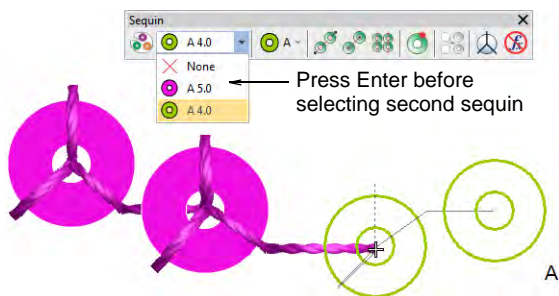 Sequin
A 4.0
A
None
A 5.0
A 4.0
Press Enter before
selecting second sequin
A